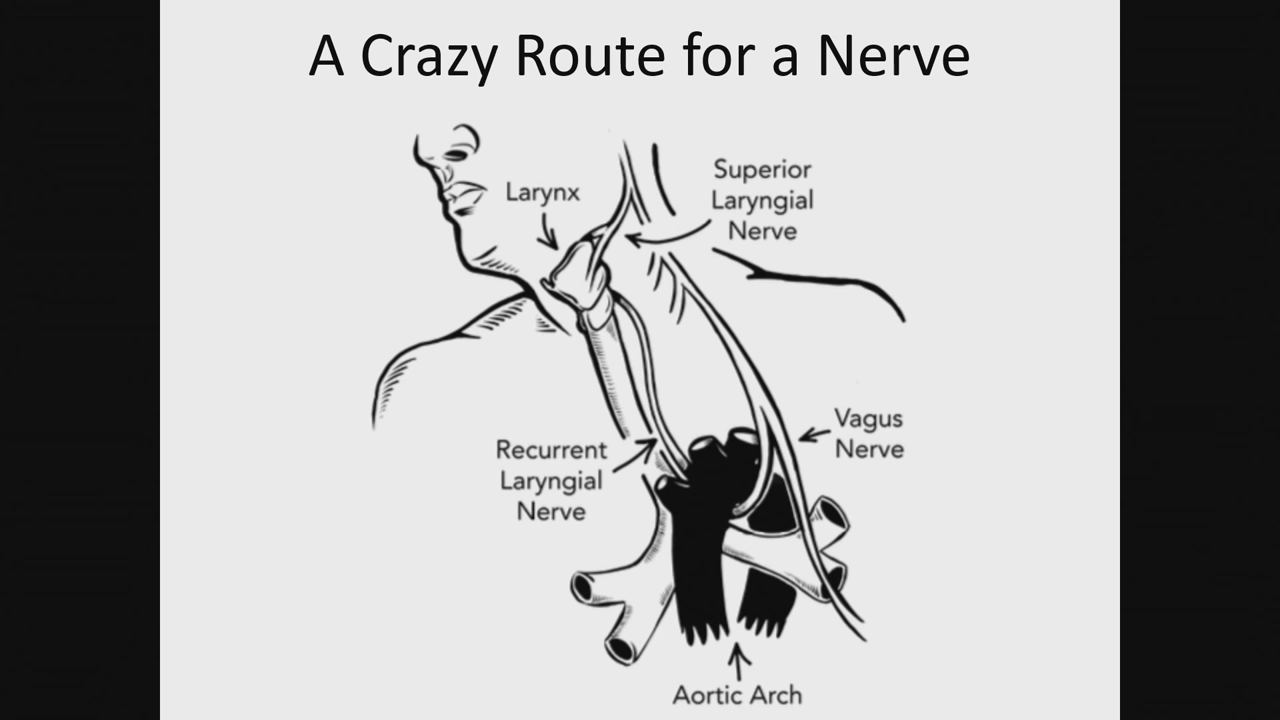 A Crazy Route for a Nerve
Larynx
Superior
Laryngial
Nerve
Vagus
Nerve
Recurrent
Laryngial
Nerve
Aortic Arch